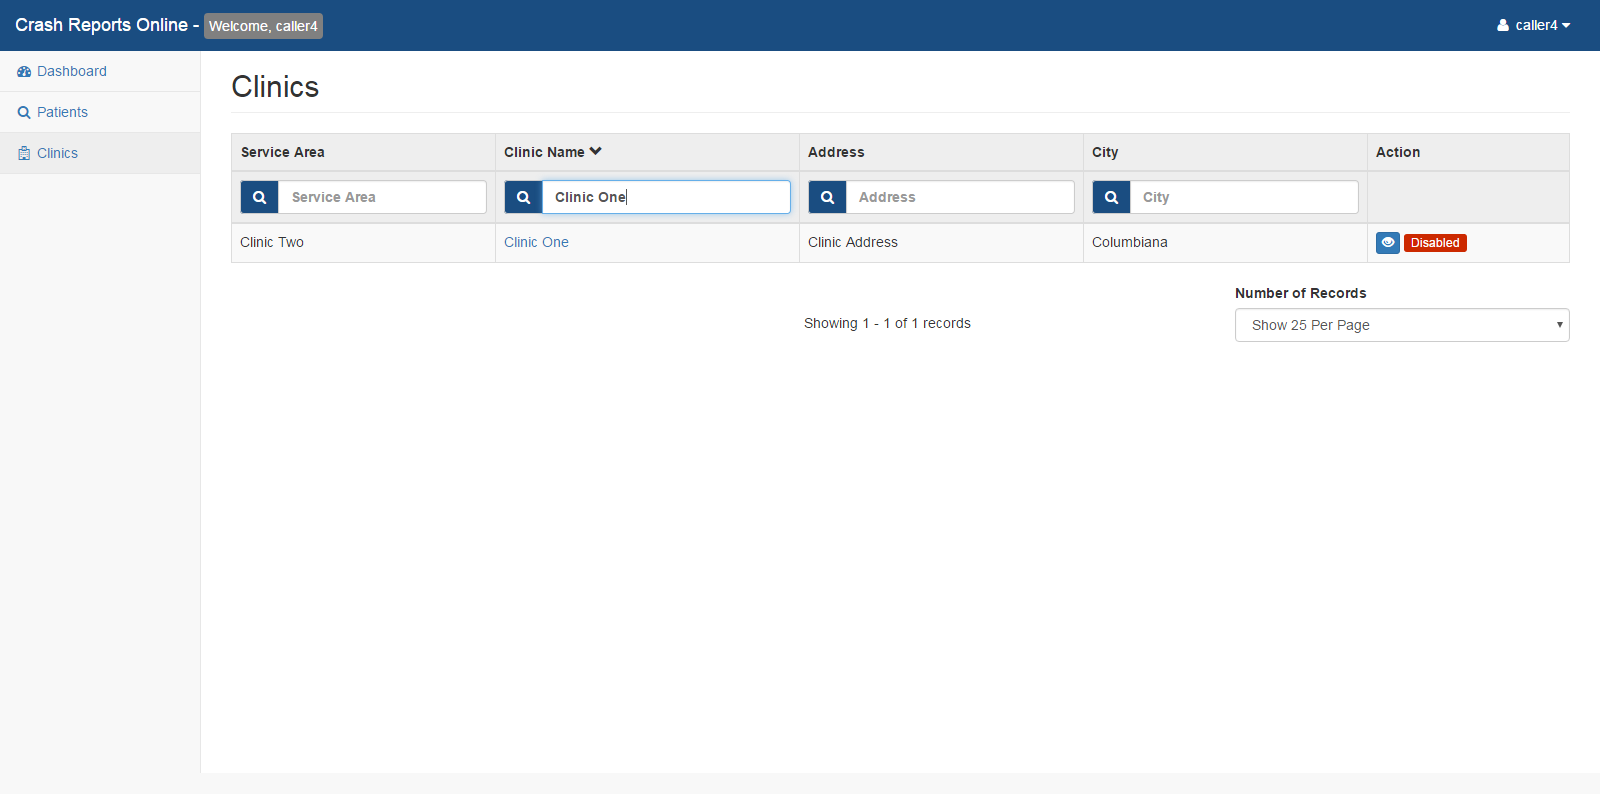 Crash Reports Online - Welcome, caller4
caller4
Dashboard
Patients
Clinics
Clinics
Service Area Clinic Name Address City Action
Service Area Clinic One Address City
Clinic Two Clinic One Clinic Address Columbiana Disabled
Number of Records
Showing 1 - 1 of 1 records
Show 25 Per Page